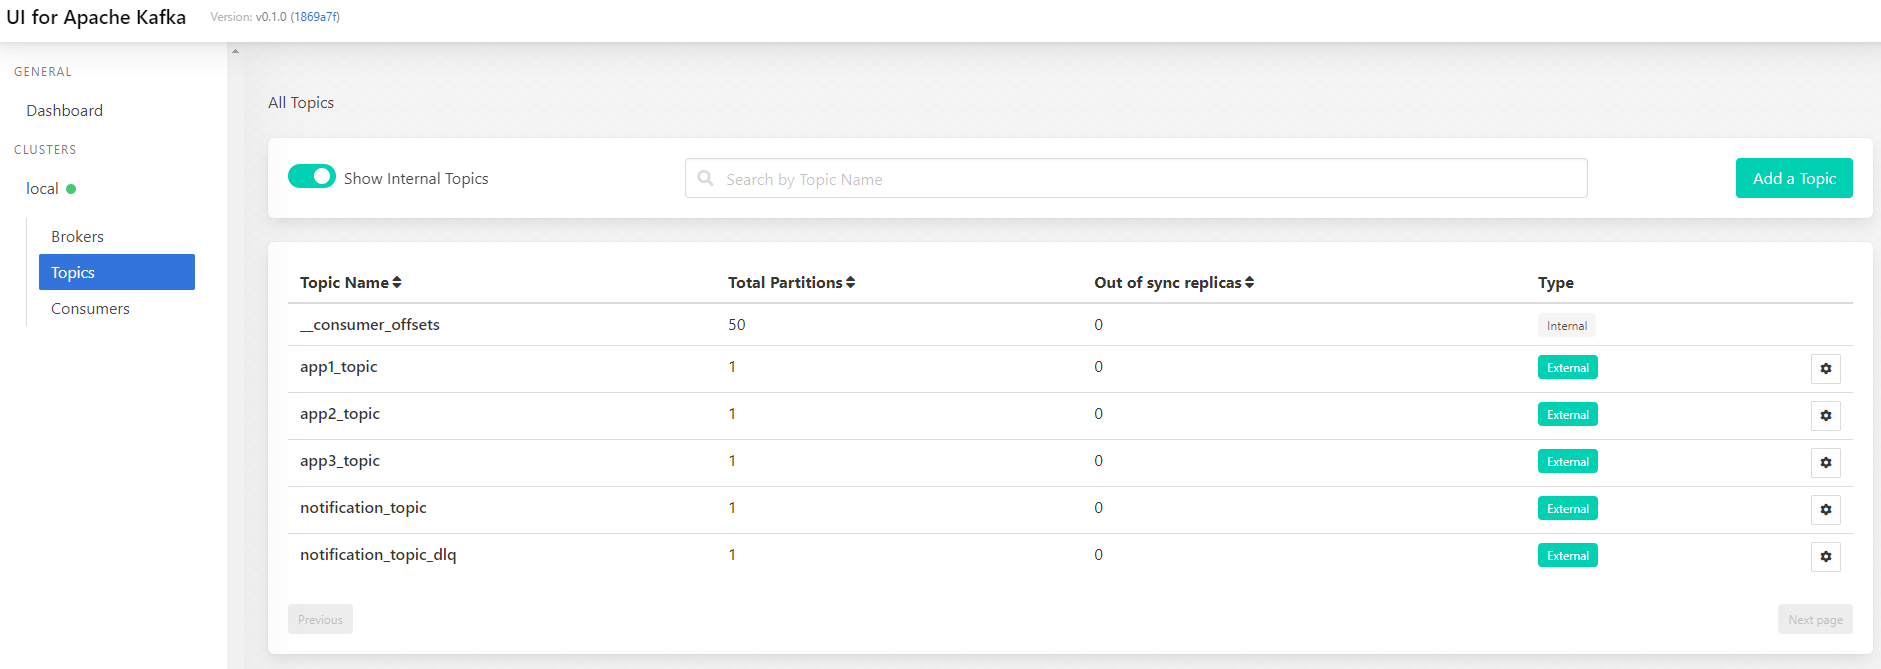 UI for Apache Kafka Version: v0.1.0 (1869a7f)
GENERAL
Dashboard
CLUSTERS
local
Brokers
Topics
Consumers
All Topics
Show Internal Topics Search by Topic Name Add a Topic
Topic Name Total Partitions Out of sync replicas Type
__consumer_offsets 50 0 Internal
app1_topic 1 0 External
app2_topic 1 0 External
app3_topic 1 0 External
notification_topic 1 0 External
notification_topic_dlq 1 0 External
Previous Next page